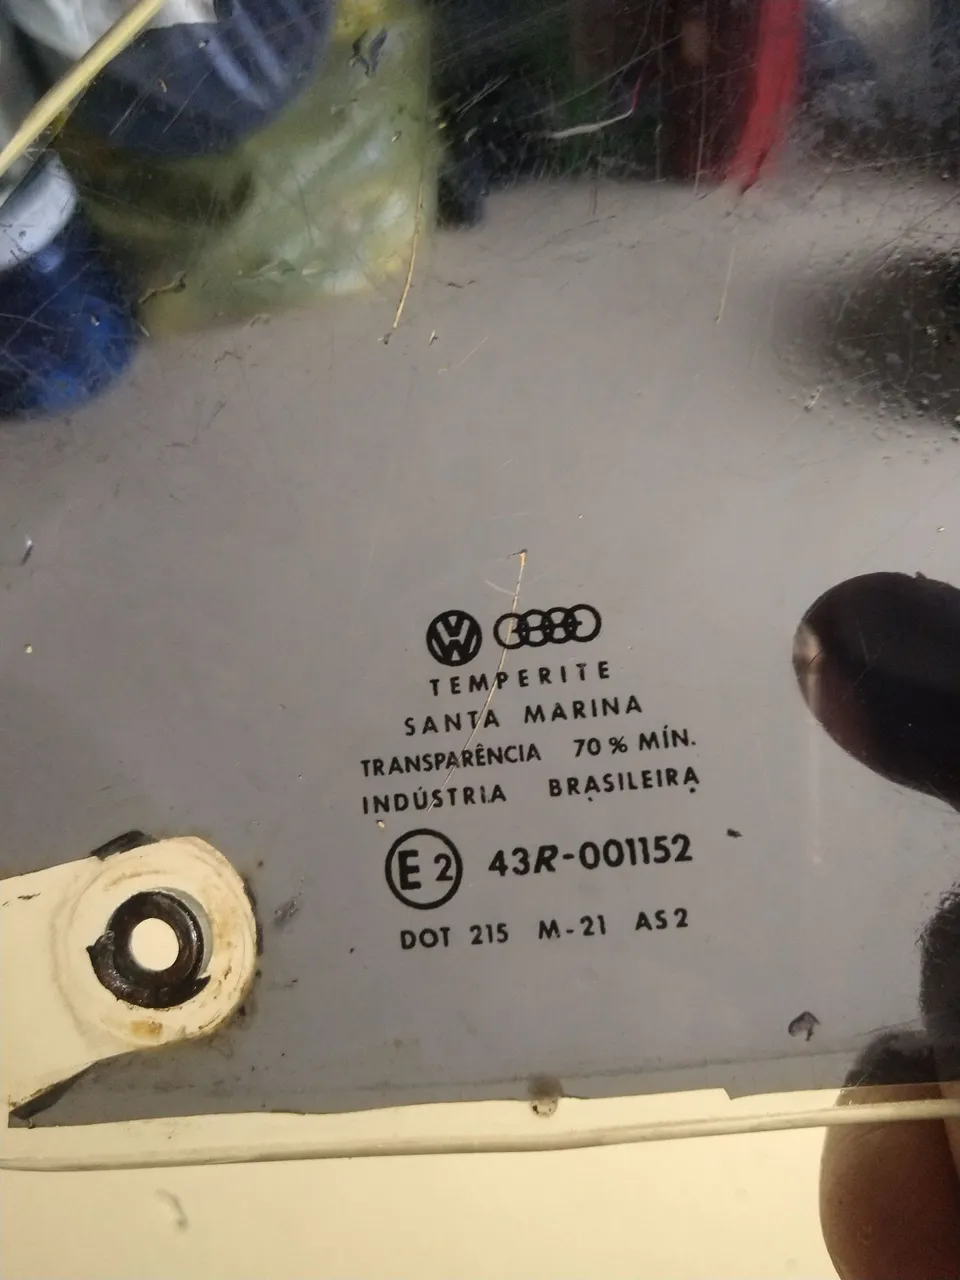 TEMPERITE
SANTA MARINA
TRANSPARÊNCIA 70% MÍN.
INDÚSTRIA BRASILEIRA
E2 43R-001152
DOT 215 M-21 AS2